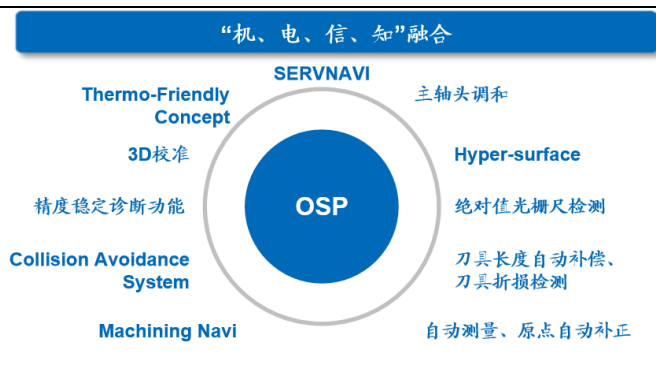 “机、电、信、知”融合
SERVNAVI
Thermo-Friendly
Concept
主轴头调和
3D校准
Hyper-surface
精度稳定诊断功能
OSP
绝对值光栅尺检测
Collision Avoidance
System
刀具长度自动补偿、
刀具折损检测
Machining Navi
自动测量、原点自动补正